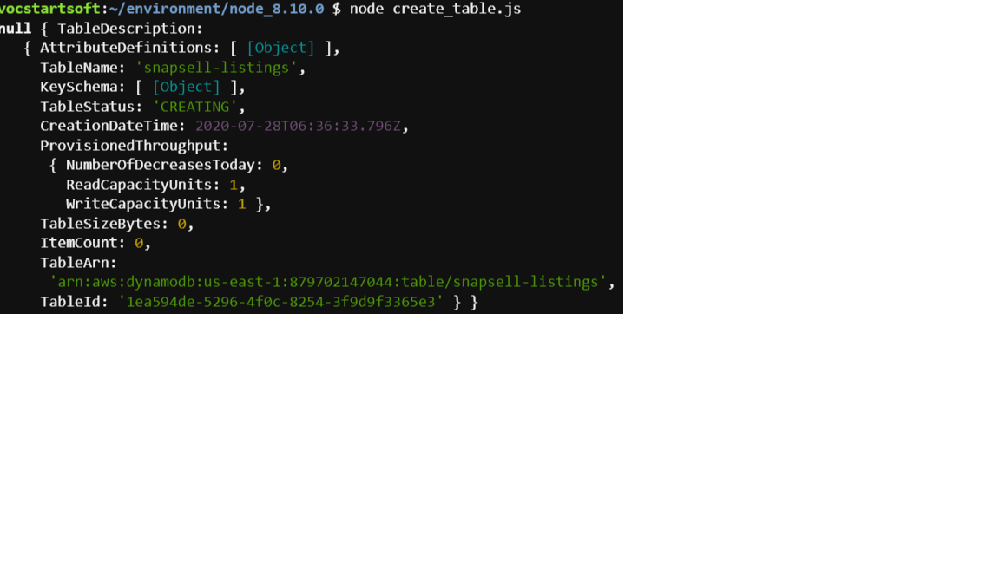 vocstartsoft:~/environment/node_8.10.0 $ node create_table.js
null { TableDescription:
{ AttributeDefinitions: [ [Object] ],
TableName: 'snapsell-listings',
KeySchema: [ [Object] ],
TableStatus: 'CREATING',
CreationDateTime: 2020-07-28T06:36:33.796Z,
ProvisionedThroughput:
{ NumberOfDecreasesToday: 0,
ReadCapacityUnits: 1,
WriteCapacityUnits: 1 },
TableSizeBytes: 0,
ItemCount: 0,
TableArn:
'arn:aws:dynamodb:us-east-1:879702147044:table/snapsell-listings',
TableId: '1ea594de-5296-4f0c-8254-3f9d9f3365e3' } }